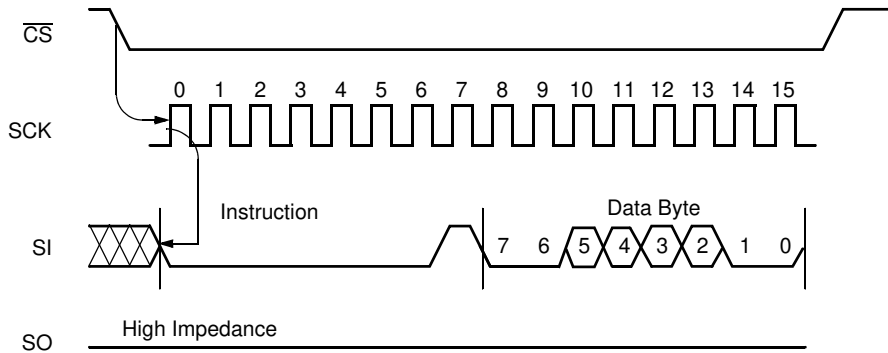 CS
0 1 2 3 4 5 6 7 8 9 10 11 12 13 14 15
SCK
Instruction
Data Byte
SI
7 6 5 4 3 2 1 0
High Impedance
SO